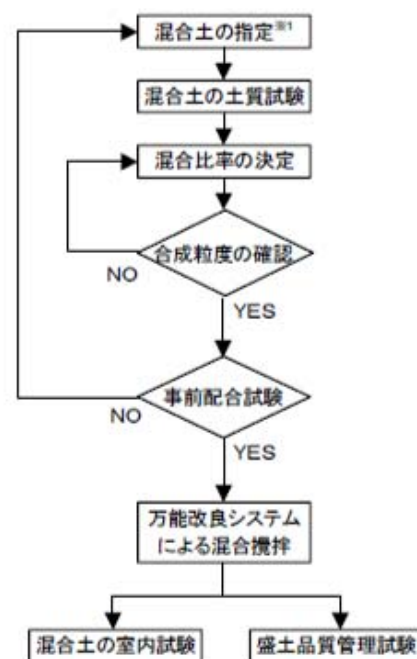 混合土の指定※1
混合土の土質試験
混合比率の決定
合成粒度の確認
NO
YES
事前配合試験
NO
YES
万能改良システム
による混合攪拌
混合土の室内試験
盛土品質管理試験